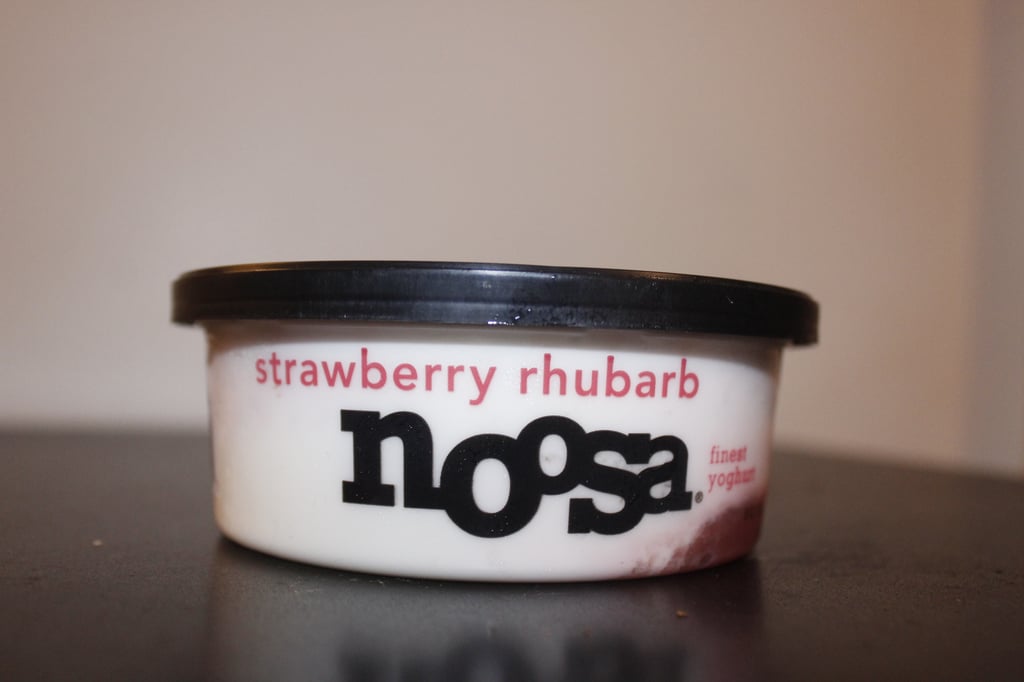 strawberry rhubarb
noosa®
finest
yoghurt